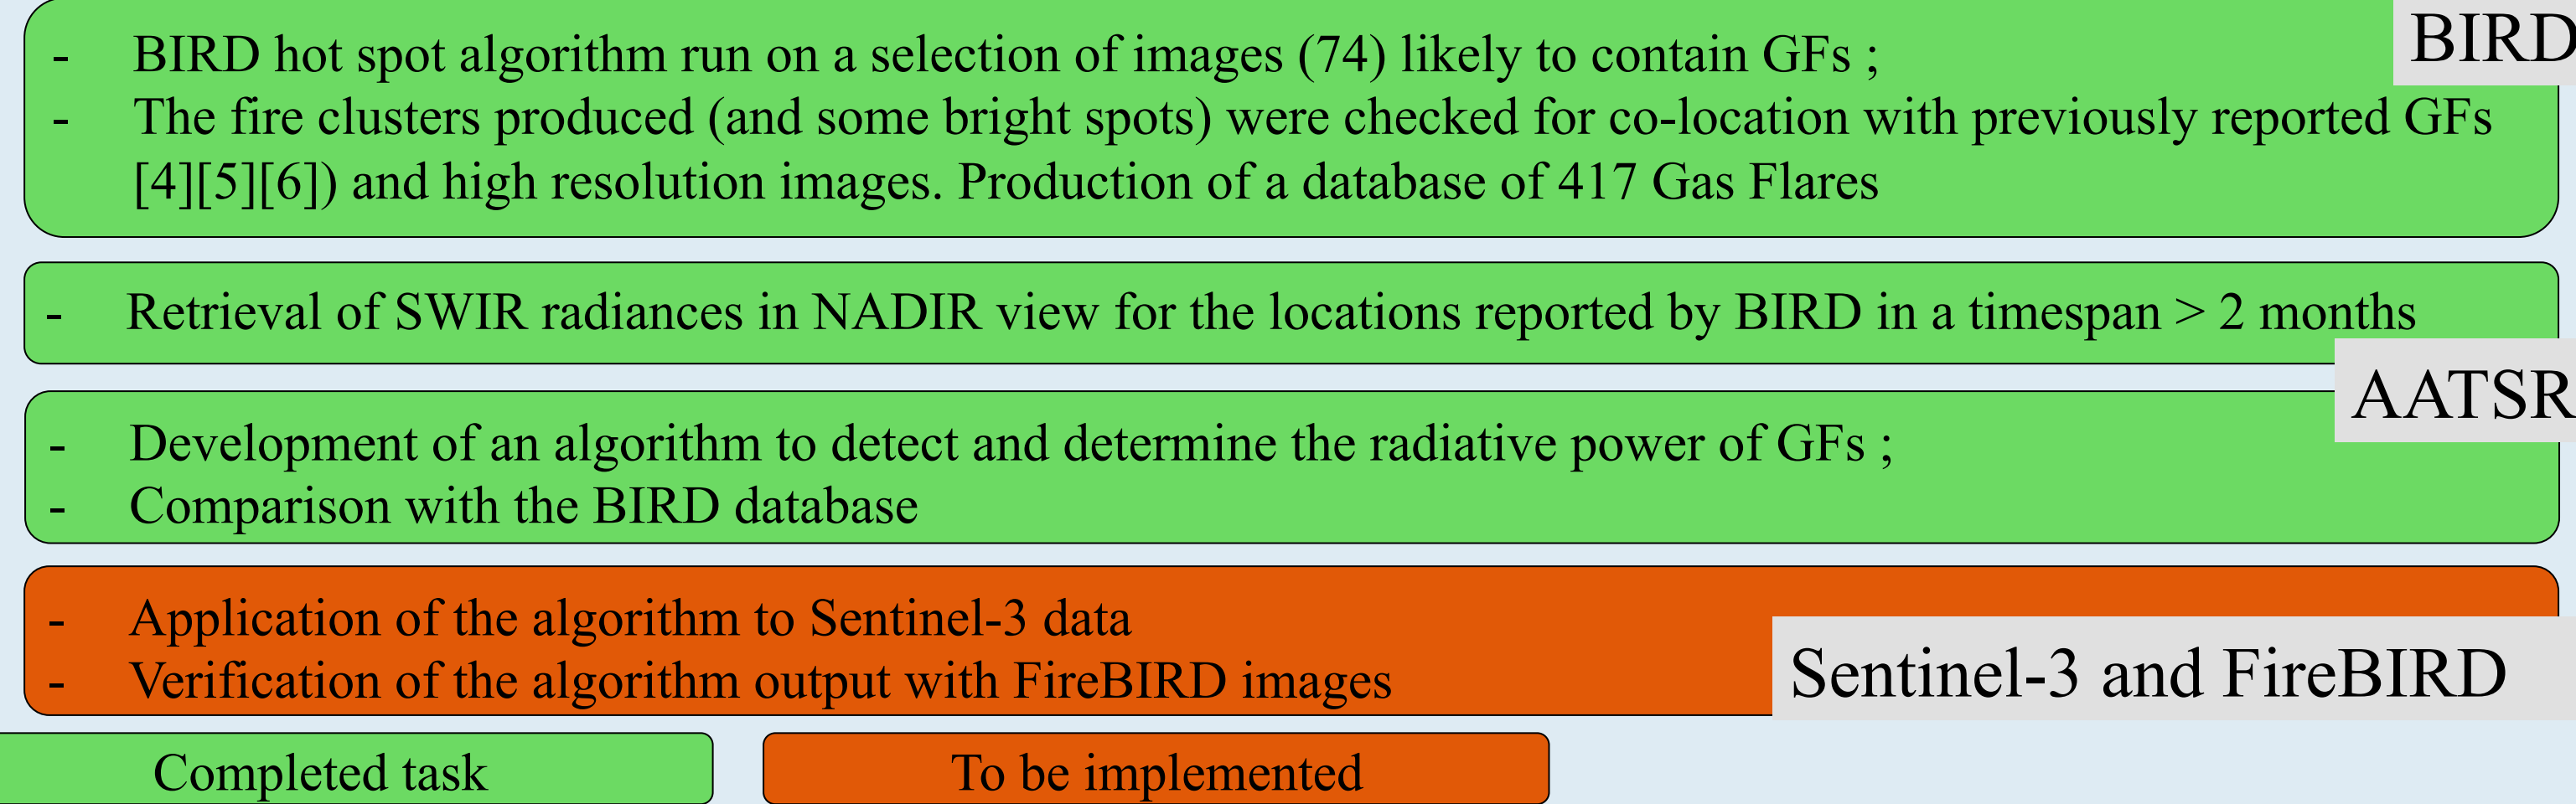 BIRD
- BIRD hot spot algorithm run on a selection of images (74) likely to contain GFs ;
- The fire clusters produced (and some bright spots) were checked for co-location with previously reported GFs
[4][5][6]) and high resolution images. Production of a database of 417 Gas Flares
- Retrieval of SWIR radiances in NADIR view for the locations reported by BIRD in a timespan > 2 months
AATSR
- Development of an algorithm to detect and determine the radiative power of GFs ;
- Comparison with the BIRD database
- Application of the algorithm to Sentinel-3 data
- Verification of the algorithm output with FireBIRD images
Sentinel-3 and FireBIRD
Completed task
To be implemented